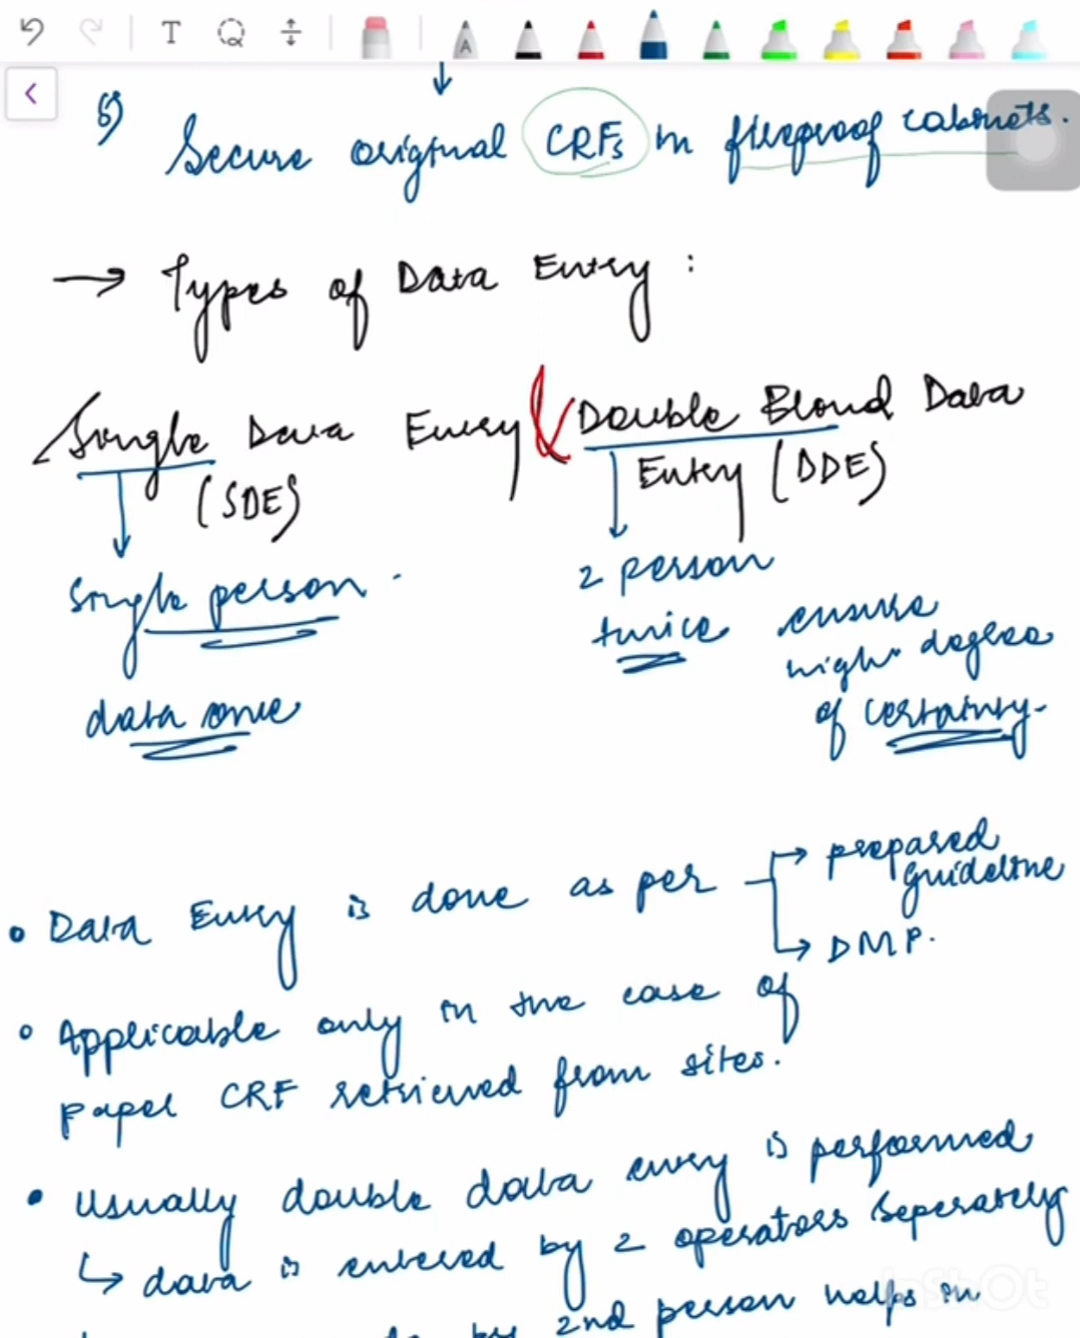 T
A
6)
Secure original CRFs in fireproof cabinets.
→ Types of Data Entry :
Single Data Entry & Double Blind Data
(SDE)
Entry (DDE)
Single person.
data once
2 person
twice
ensure
high degree
of certainty.
• Data Entry is done as per → prepared guideline
→ DMP.
• Applicable only in the case of
paper CRF retrieved from sites.
• Usually double data entry is performed
↳ data is entered by 2 operators seperately
by 2nd person helps in
InShOt